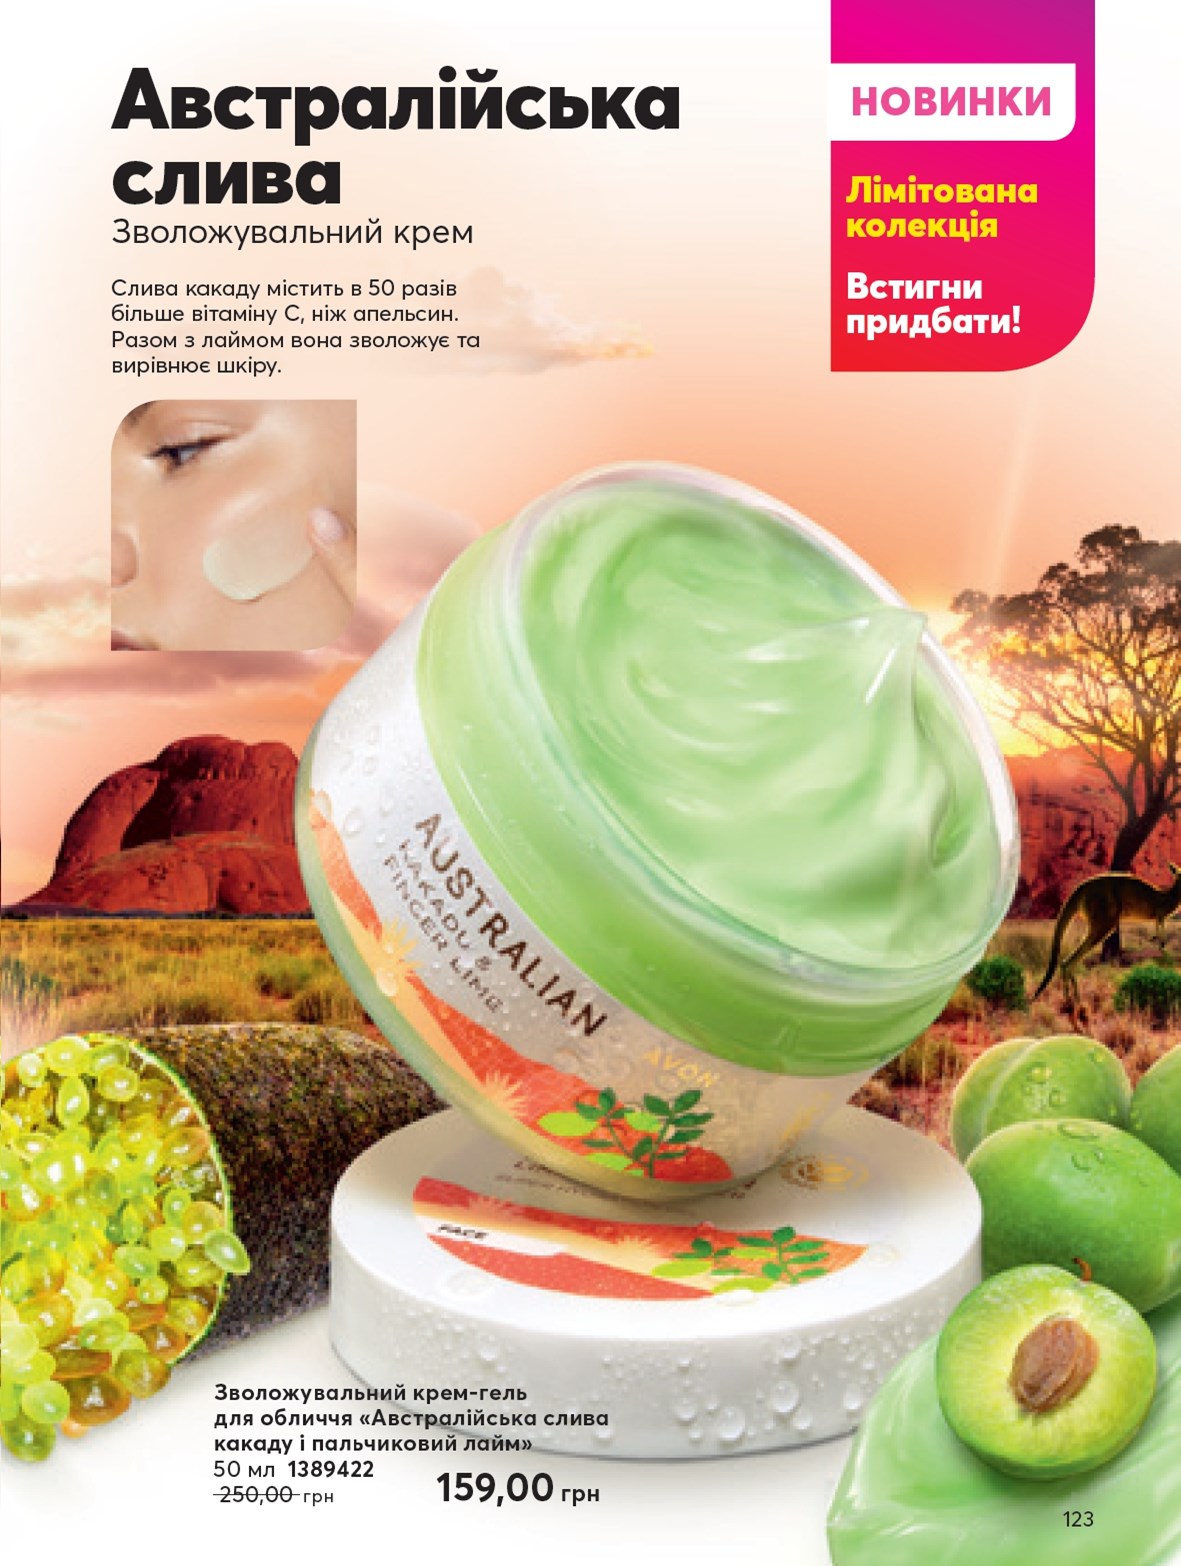 Австралійська
слива
Зволожувальний крем
Слива какаду містить в 50 разів
більше вітаміну С, ніж апельсин.
Разом з лаймом вона зволожує та
вирівнює шкіру.
НОВИНКИ
Лімітована
колекція
Встигни
придбати!
AUSTRALIAN
KAKADU &
FINGER LIME
AVON
FACE
Зволожувальний крем-гель
для обличчя «Австралійська слива
какаду і пальчиковий лайм»
50 мл 1389422
250,00 грн
159,00 грн
123